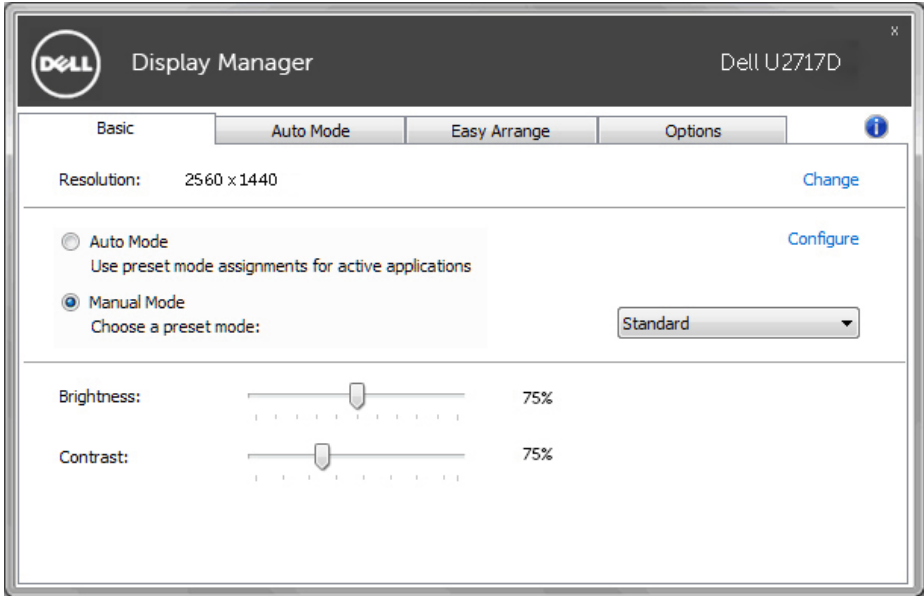 x
DELL Display Manager Dell U2717D
Basic Auto Mode Easy Arrange Options i
Resolution: 2560 x 1440 Change
Auto Mode Configure
Use preset mode assignments for active applications
Manual Mode
Choose a preset mode: Standard
Brightness: 75%
Contrast: 75%